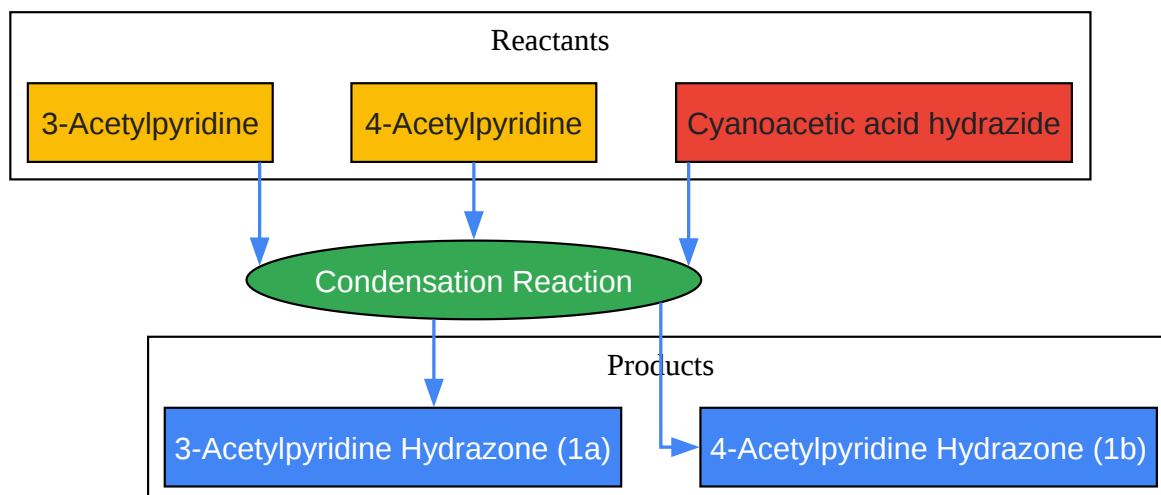 Reactants
3-Acetylpyridine
4-Acetylpyridine
Cyanoacetic acid hydrazide
Condensation Reaction
Products
3-Acetylpyridine Hydrazone (1a)
4-Acetylpyridine Hydrazone (1b)